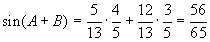 sin(A + B) = 5/13 · 4/5 + 12/13 · 3/5 = 56/65